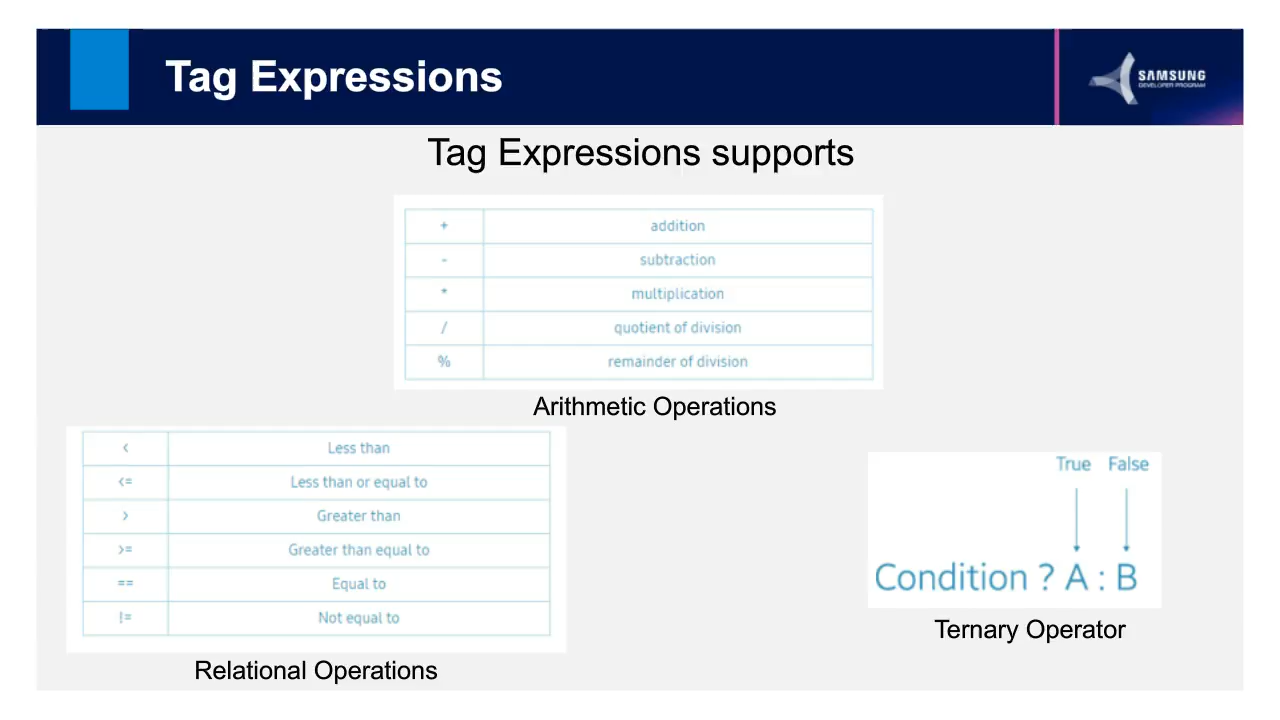 Tag Expressions
SAMSUNG
DEVELOPER PROGRAM
Tag Expressions supports
+ addition
- subtraction
* multiplication
/ quotient of division
% remainder of division
Arithmetic Operations
< Less than
<= Less than or equal to
> Greater than
>= Greater than equal to
== Equal to
!= Not equal to
Relational Operations
True False
Condition ? A : B
Ternary Operator